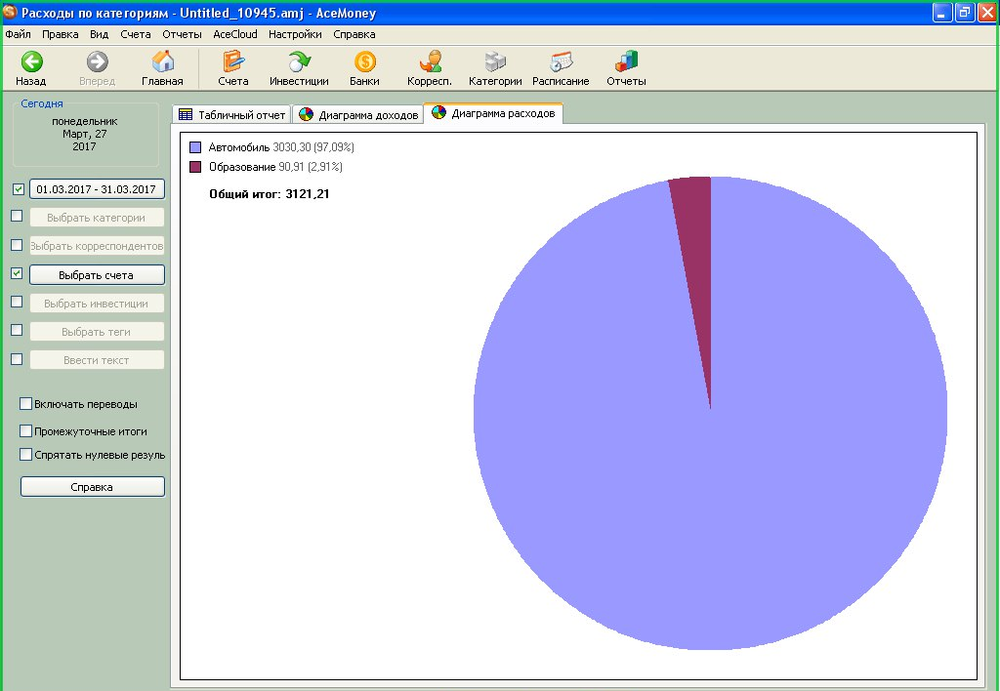 Расходы по категориям - Untitled_10945.amj - AceMoney
Файл Правка Вид Счета Отчеты AceCloud Настройки Справка
Назад Вперед Главная Счета Инвестиции Банки Корресп. Категории Расписание Отчеты
Сегодня
понедельник
Март, 27
2017
01.03.2017 - 31.03.2017
Выбрать категории
Выбрать корреспондентов
Выбрать счета
Выбрать инвестиции
Выбрать теги
Ввести текст
Включать переводы
Промежуточные итоги
Спрятать нулевые резуль
Справка
Табличный отчет Диаграмма доходов Диаграмма расходов
Автомобиль 3030,30 (97,09%)
Образование 90,91 (2,91%)
Общий итог: 3121,21